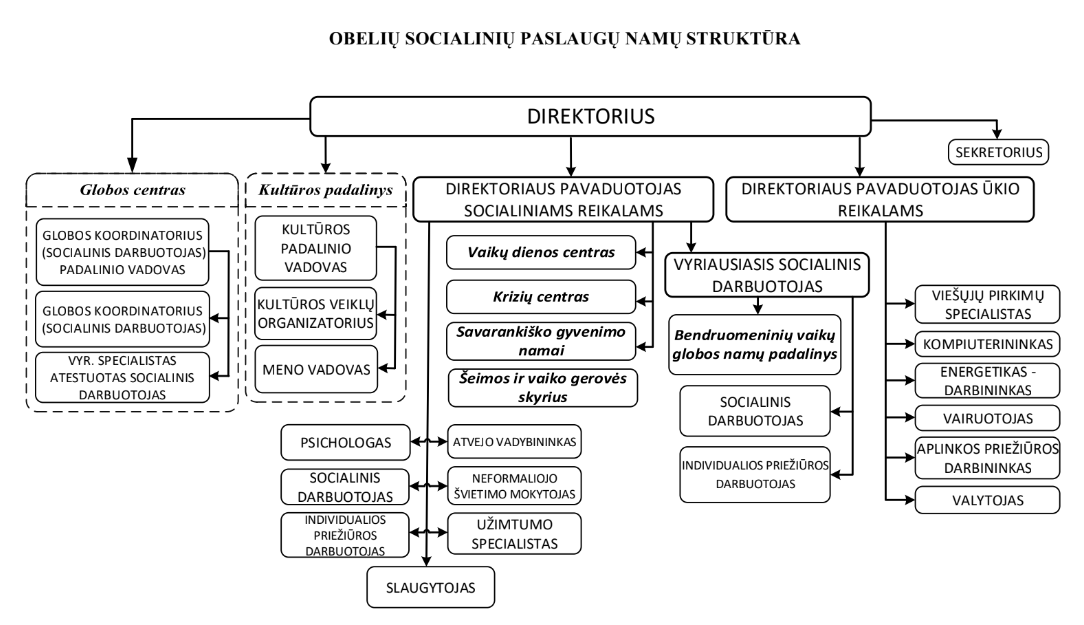 OBELIŲ SOCIALINIŲ PASLAUGŲ NAMŲ STRUKTŪRA
DIREKTORIUS
SEKRETORIUS
Globos centras
GLOBOS KOORDINATORIUS
(SOCIALINIS DARBUOTOJAS)
PADALINIO VADOVAS
GLOBOS KOORDINATORIUS
(SOCIALINIS DARBUOTOJAS)
VYR. SPECIALISTAS
ATESTUOTAS SOCIALINIS
DARBUOTOJAS
Kultūros padalinys
KULTŪROS
PADALINIO
VADOVAS
KULTŪROS VEIKLŲ
ORGANIZATORIUS
MENO VADOVAS
DIREKTORIAUS PAVADUOTOJAS
SOCIALINIAMS REIKALAMS
Vaikų dienos centras
Krizių centras
Savarankiško gyvenimo
namai
Šeimos ir vaiko gerovės
skyrius
PSICHOLOGAS
ATVEJO VADYBININKAS
SOCIALINIS
DARBUOTOJAS
NEFORMALIOJO
ŠVIETIMO MOKYTOJAS
INDIVIDUALIOS
PRIEŽIŪROS
DARBUOTOJAS
UŽIMTUMO
SPECIALISTAS
SLAUGYTOJAS
VYRIAUSIASIS SOCIALINIS
DARBUOTOJAS
Bendruomeninių vaikų
globos namų padalinys
SOCIALINIS
DARBUOTOJAS
INDIVIDUALIOS PRIEŽIŪROS
DARBUOTOJAS
DIREKTORIAUS PAVADUOTOJAS ŪKIO
REIKALAMS
VIEŠŲJŲ PIRKIMŲ
SPECIALISTAS
KOMPIUTERININKAS
ENERGETIKAS -
DARBININKAS
VAIRUOTOJAS
APLINKOS PRIEŽIŪROS
DARBININKAS
VALYTOJAS